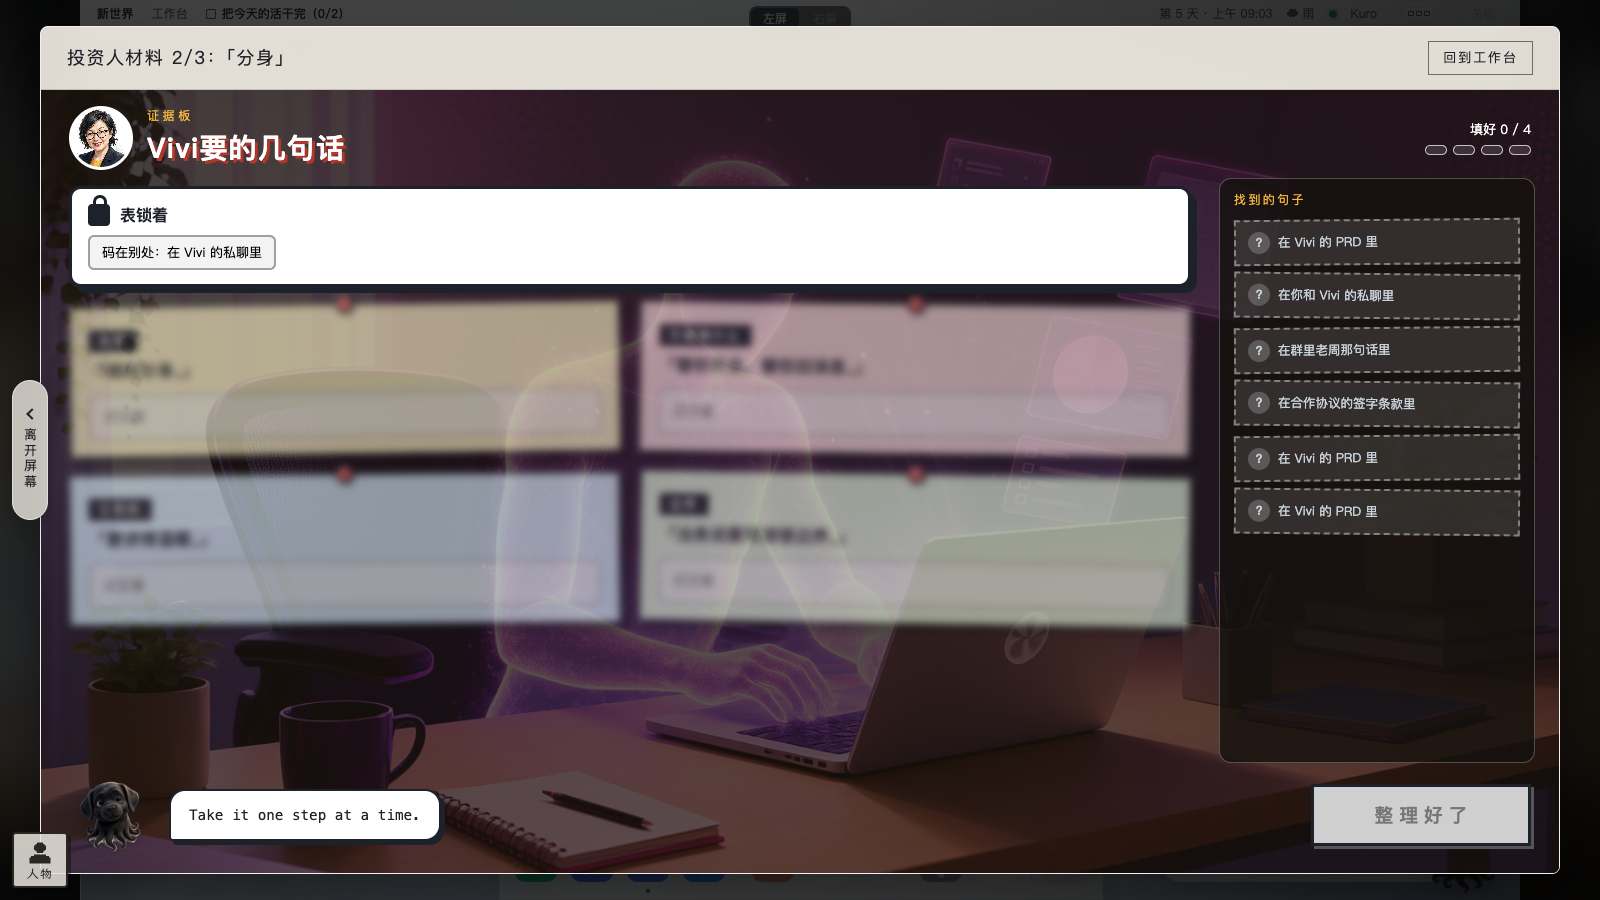 新世界 工作台 把今天的活干完 (0/2)
左屏 右屏
第 5 天 · 上午 09:03 雨 Kuro
投资人材料 2/3：「分身」
回到工作台
证据板
Vivi要的几句话
填好 0 / 4
表锁着
码在别处：在 Vivi 的私聊里
找到的句子
? 在 Vivi 的 PRD 里
? 在你和 Vivi 的私聊里
? 在群里老周那句话里
? 在合作协议的签字条款里
? 在 Vivi 的 PRD 里
? 在 Vivi 的 PRD 里
离开屏幕
Take it one step at a time.
整理好了
人物